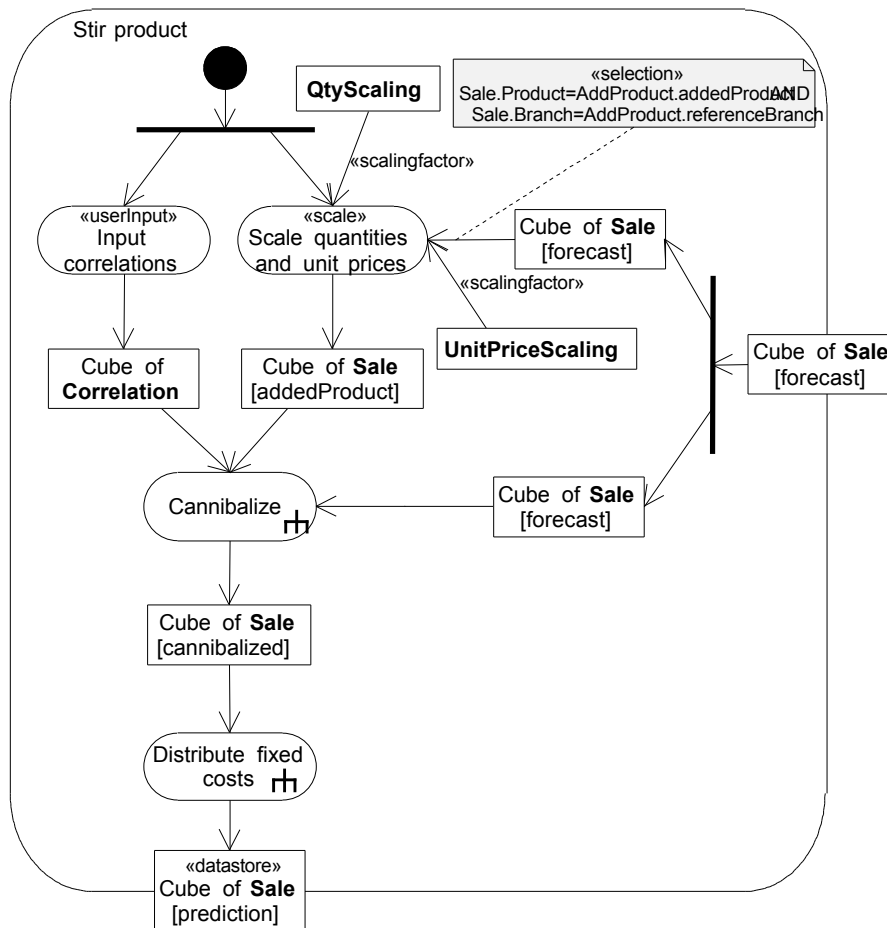 Stir product
QtyScaling
«selection»
Sale.Product=AddProduct.addedProduct AND
Sale.Branch=AddProduct.referenceBranch
«scalingfactor»
«userInput»
Input
correlations
«scale»
Scale quantities
and unit prices
Cube of Sale
[forecast]
«scalingfactor»
UnitPriceScaling
Cube of Sale
[forecast]
Cube of
Correlation
Cube of Sale
[addedProduct]
Cannibalize
Cube of Sale
[forecast]
Cube of Sale
[cannibalized]
Distribute fixed
costs
«datastore»
Cube of Sale
[prediction]